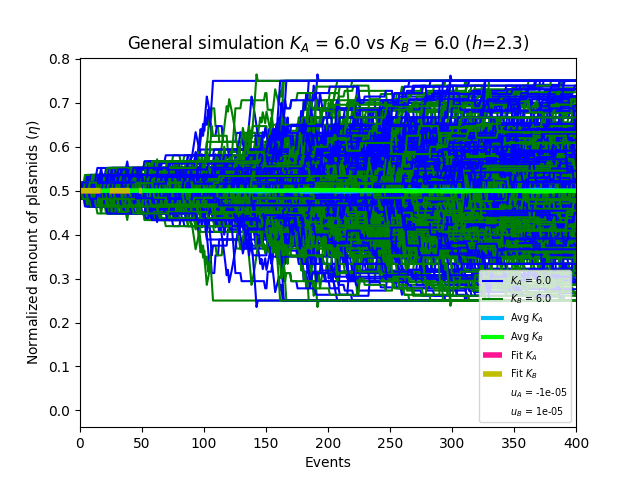 General simulation K_A = 6.0 vs K_B = 6.0 (h=2.3)
Normalized amount of plasmids (η)
0.8
0.7
0.6
0.5
0.4
0.3
0.2
0.1
0.0
K_A = 6.0
K_B = 6.0
Avg K_A
Avg K_B
Fit K_A
Fit K_B
u_A = -1e-05
u_B = 1e-05
0 50 100 150 200 250 300 350 400
Events